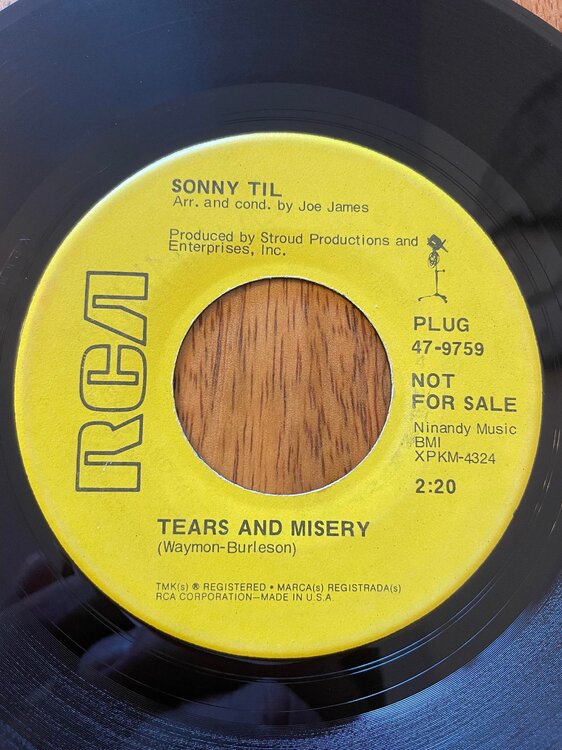 SONNY TIL
Arr. and cond. by Joe James
Produced by Stroud Productions and
Enterprises, Inc.
RCA
PLUG
47-9759
NOT
FOR SALE
Ninandy Music
BMI
XPKM-4324
2:20
TEARS AND MISERY
(Waymon-Burleson)
TMK(s) ® REGISTERED • MARCA(s) REGISTRADA(s)
RCA CORPORATION—MADE IN U.S.A.